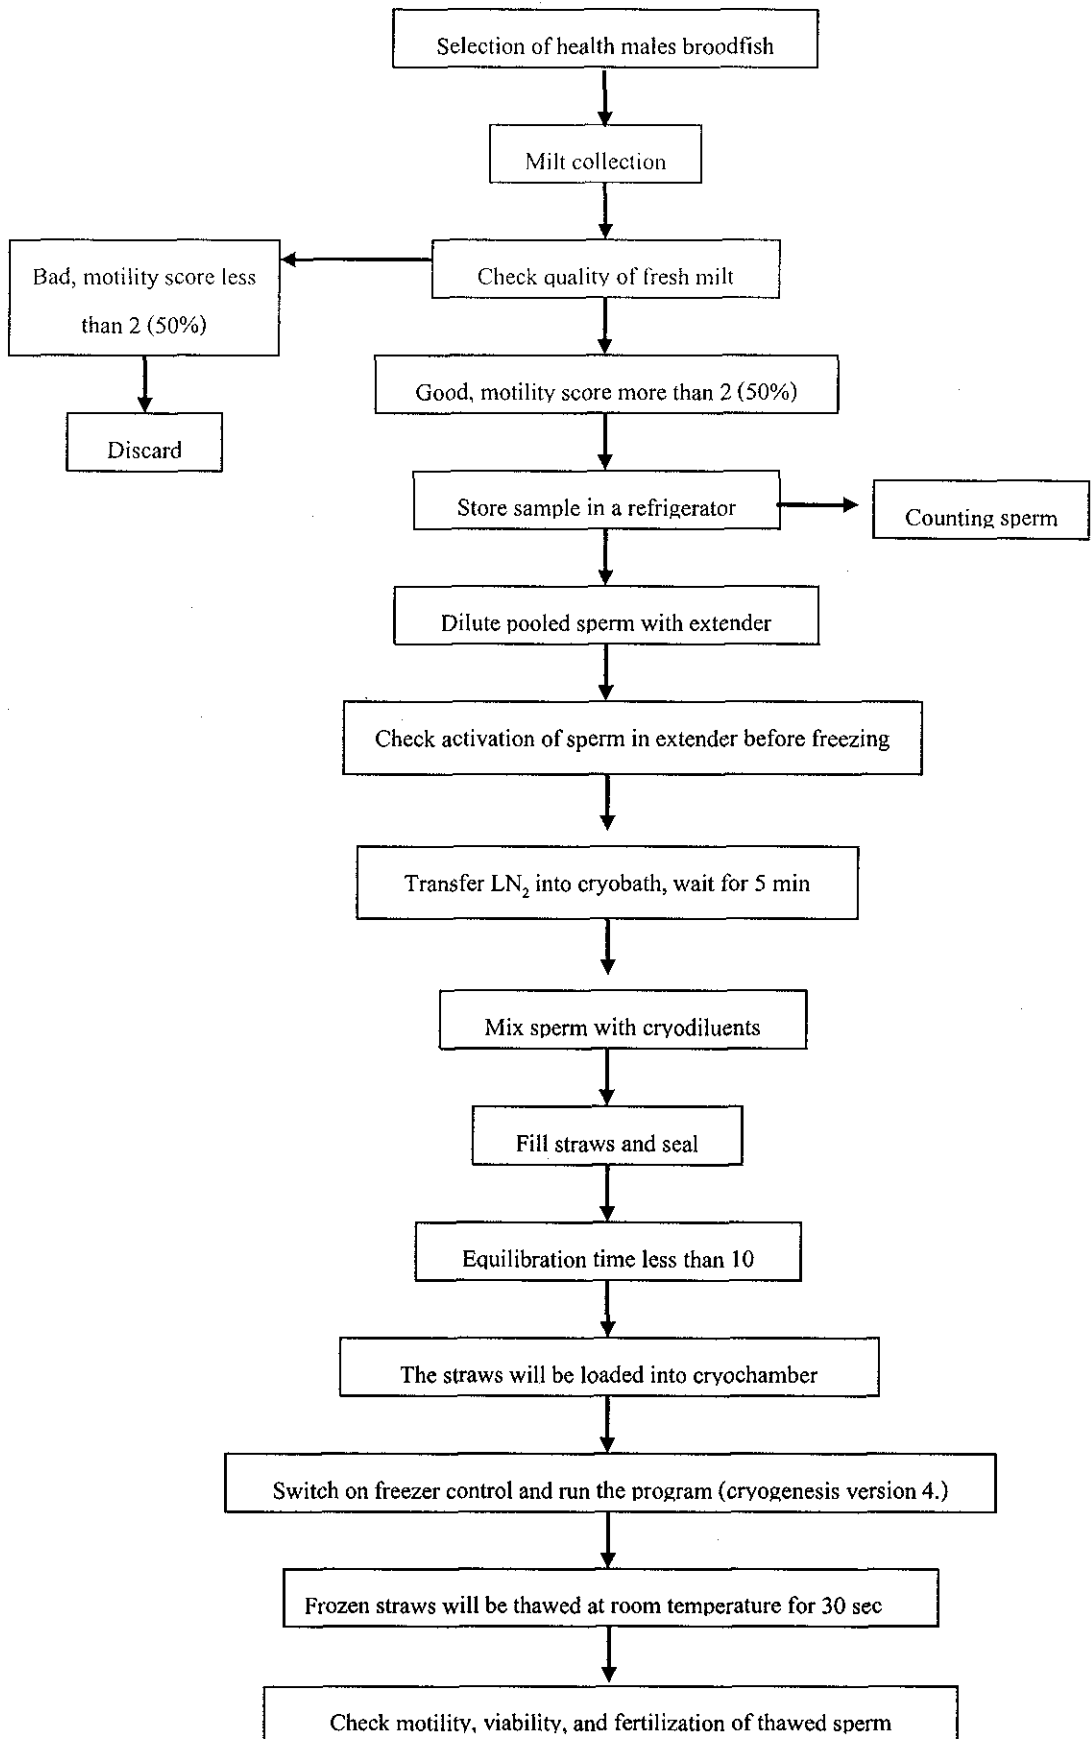 Selection of health males broodfish
Milt collection
Bad, motility score less
than 2 (50%)
Check quality of fresh milt
Good, motility score more than 2 (50%)
Discard
Store sample in a refrigerator
Counting sperm
Dilute pooled sperm with extender
Check activation of sperm in extender before freezing
Transfer LN₂ into cryobath, wait for 5 min
Mix sperm with cryodiluents
Fill straws and seal
Equilibration time less than 10
The straws will be loaded into cryochamber
Switch on freezer control and run the program (cryogenesis version 4.)
Frozen straws will be thawed at room temperature for 30 sec
Check motility, viability, and fertilization of thawed sperm